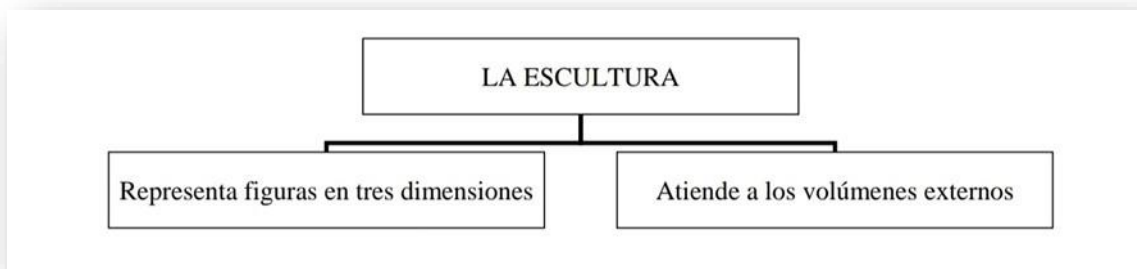 LA ESCULTURA
Representa figuras en tres dimensiones
Atiende a los volúmenes externos